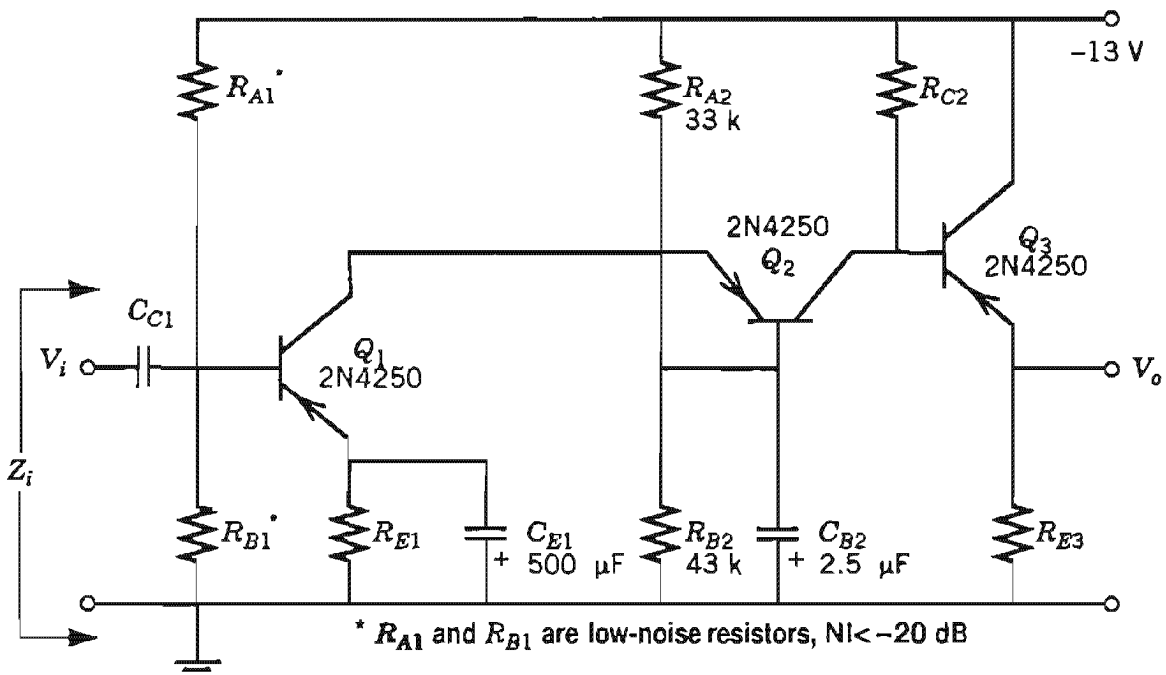 −13 V
R_A1*
R_A2
33 k
R_C2
2N4250
Q_2
Q_3
2N4250
C_C1
V_i
Q_1
2N4250
V_o
Z_i
R_B1*
R_E1
C_E1
+ 500 µF
R_B2
43 k
C_B2
+ 2.5 µF
R_E3
* R_A1 and R_B1 are low-noise resistors, NI< −20 dB